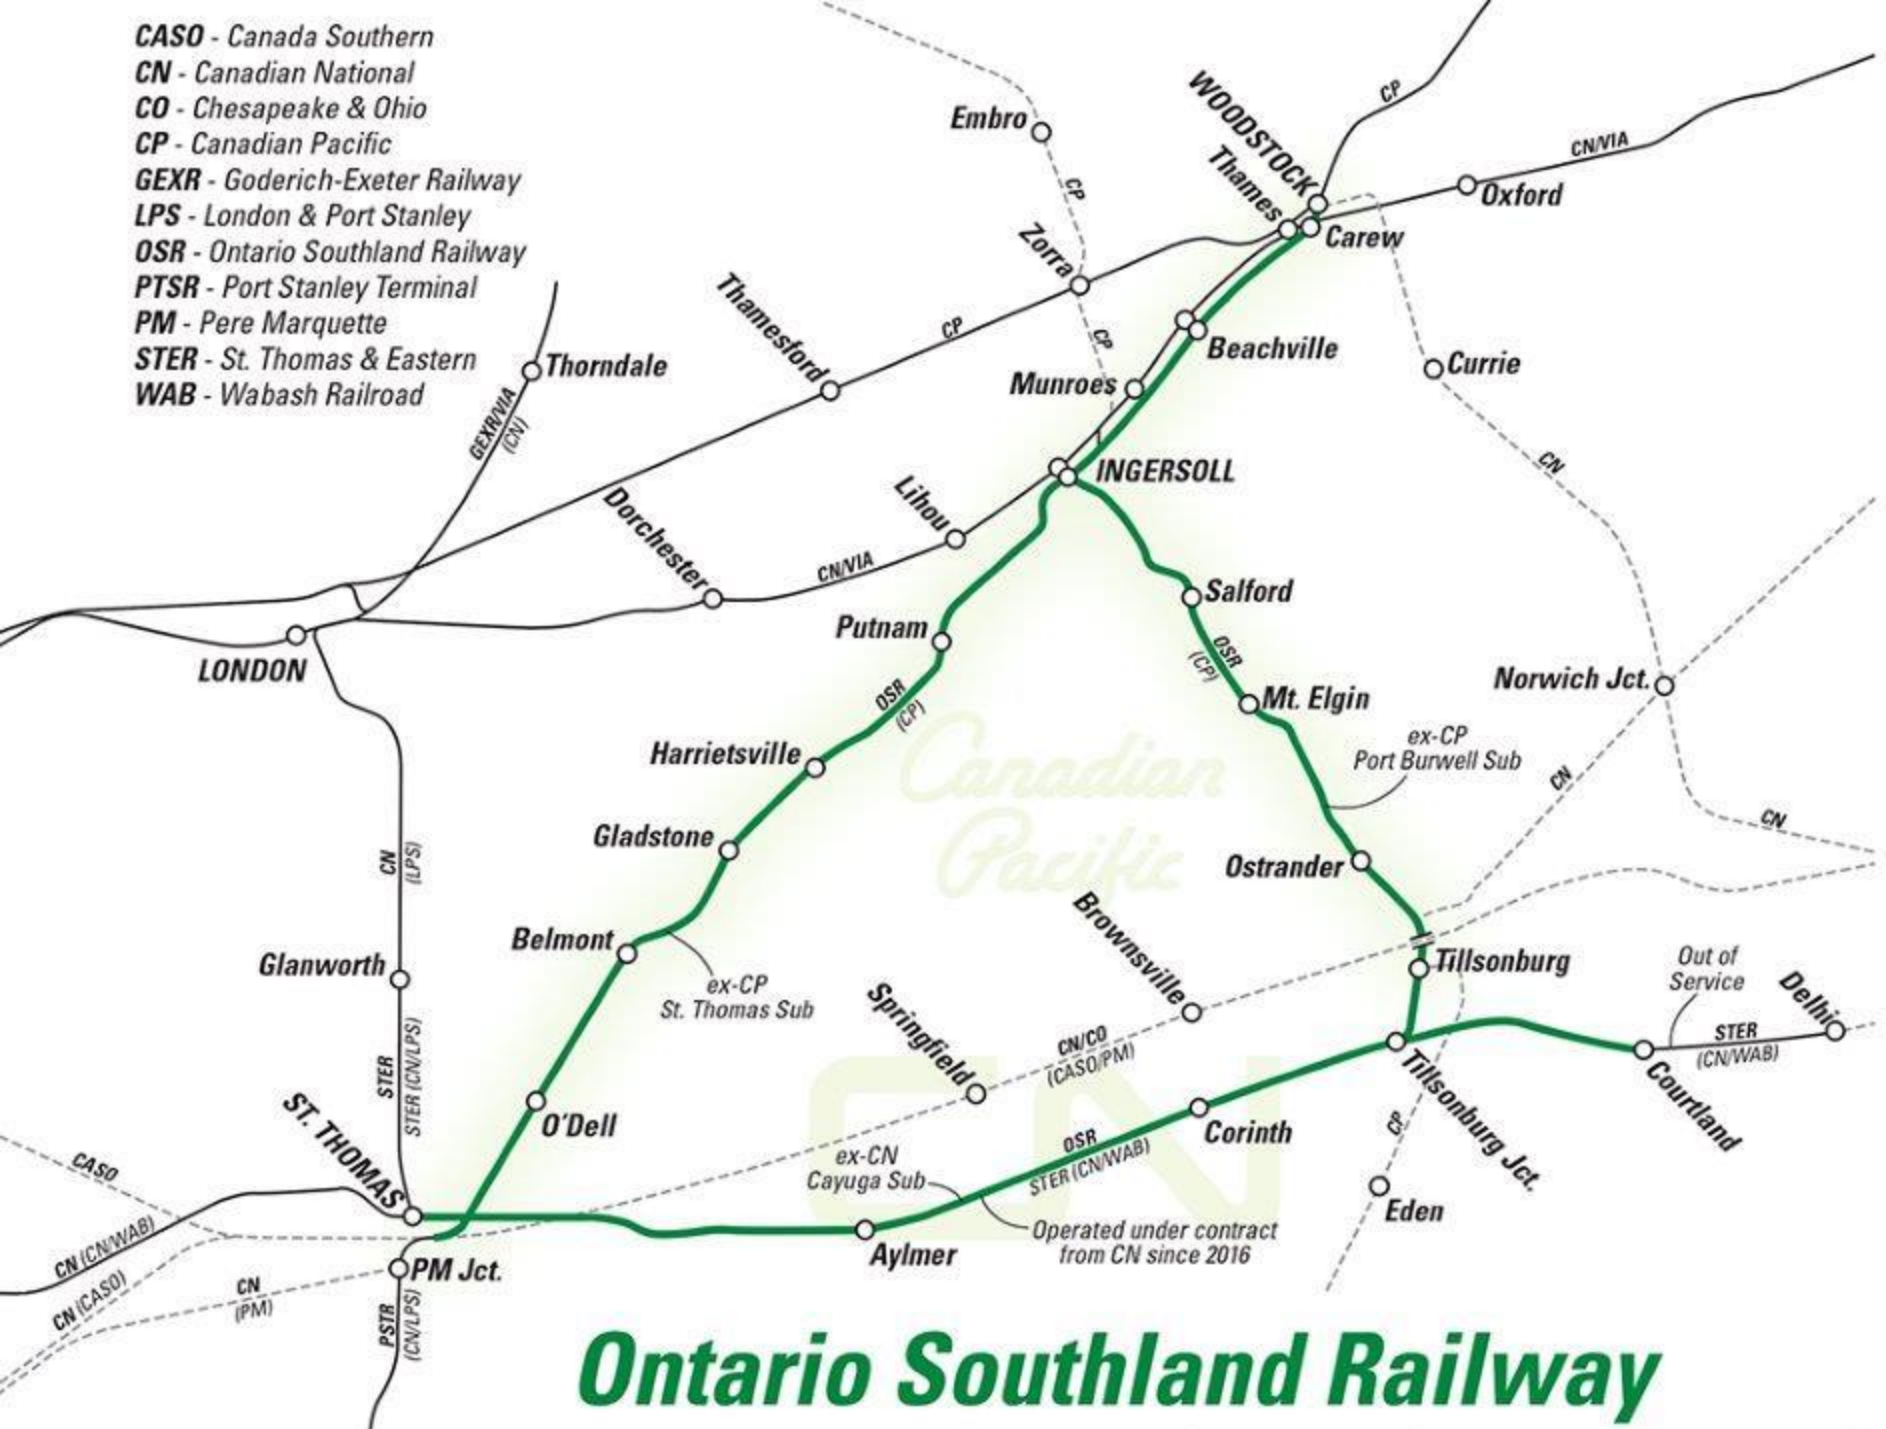 CASO - Canada Southern
CN - Canadian National
CO - Chesapeake & Ohio
CP - Canadian Pacific
GEXR - Goderich-Exeter Railway
LPS - London & Port Stanley
OSR - Ontario Southland Railway
PTSR - Port Stanley Terminal
PM - Pere Marquette
STER - St. Thomas & Eastern
WAB - Wabash Railroad
CP
WOODSTOCK
Embro
CN/VIA
Thames
CP
Oxford
Carew
Zorra
Thamesford
CP
CP
Beachville
Thorndale
Currie
Munroes
GEXR/VIA
(CN)
CN
INGERSOLL
Lihou
Dorchester
CN/VIA
Salford
Putnam
OSR
(CP)
LONDON
Norwich Jct.
OSR
(CP)
Mt. Elgin
Canadian
Pacific
Harrietsville
ex-CP
Port Burwell Sub
CN
CN
Gladstone
CN
(LPS)
Ostrander
Brownsville
Belmont
Glanworth
ex-CP
St. Thomas Sub
Tillsonburg
Out of
Service
Delhi
Springfield
CN/CO
(CASO/PM)
STER
(CN/WAB)
STER
STER (CN/LPS)
Courtland
Tillsonburg Jct.
CN
O'Dell
Corinth
CP
ST. THOMAS
OSR
STER (CN/WAB)
ex-CN
Cayuga Sub
CASO
Eden
CN (CN/WAB)
Operated under contract
from CN since 2016
Aylmer
PM Jct.
CN (CASO)
CN
(PM)
PSTR
(CN/LPS)
Ontario Southland Railway